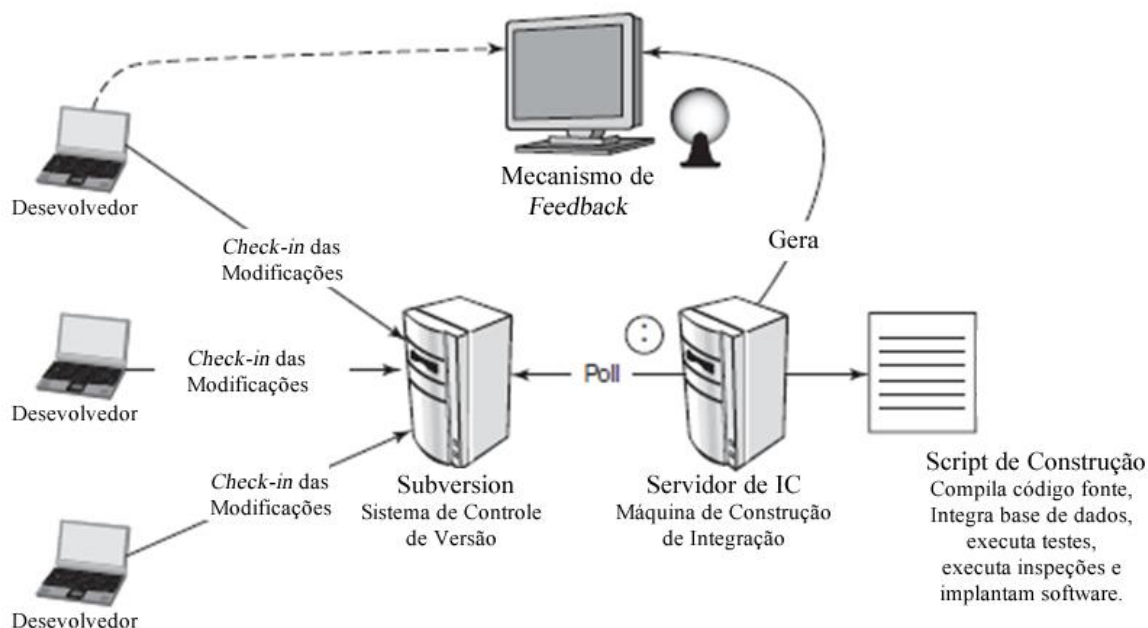 Mecanismo de
Feedback
Desevolvedor
Gera
Check-in das
Modificações
Check-in das
Modificações
Poll
Desevolvedor
Check-in das
Modificações
Subversion
Sistema de Controle
de Versão
Servidor de IC
Máquina de Construção
de Integração
Script de Construção
Compila código fonte,
Integra base de dados,
executa testes,
executa inspeções e
implantam software.
Desevolvedor